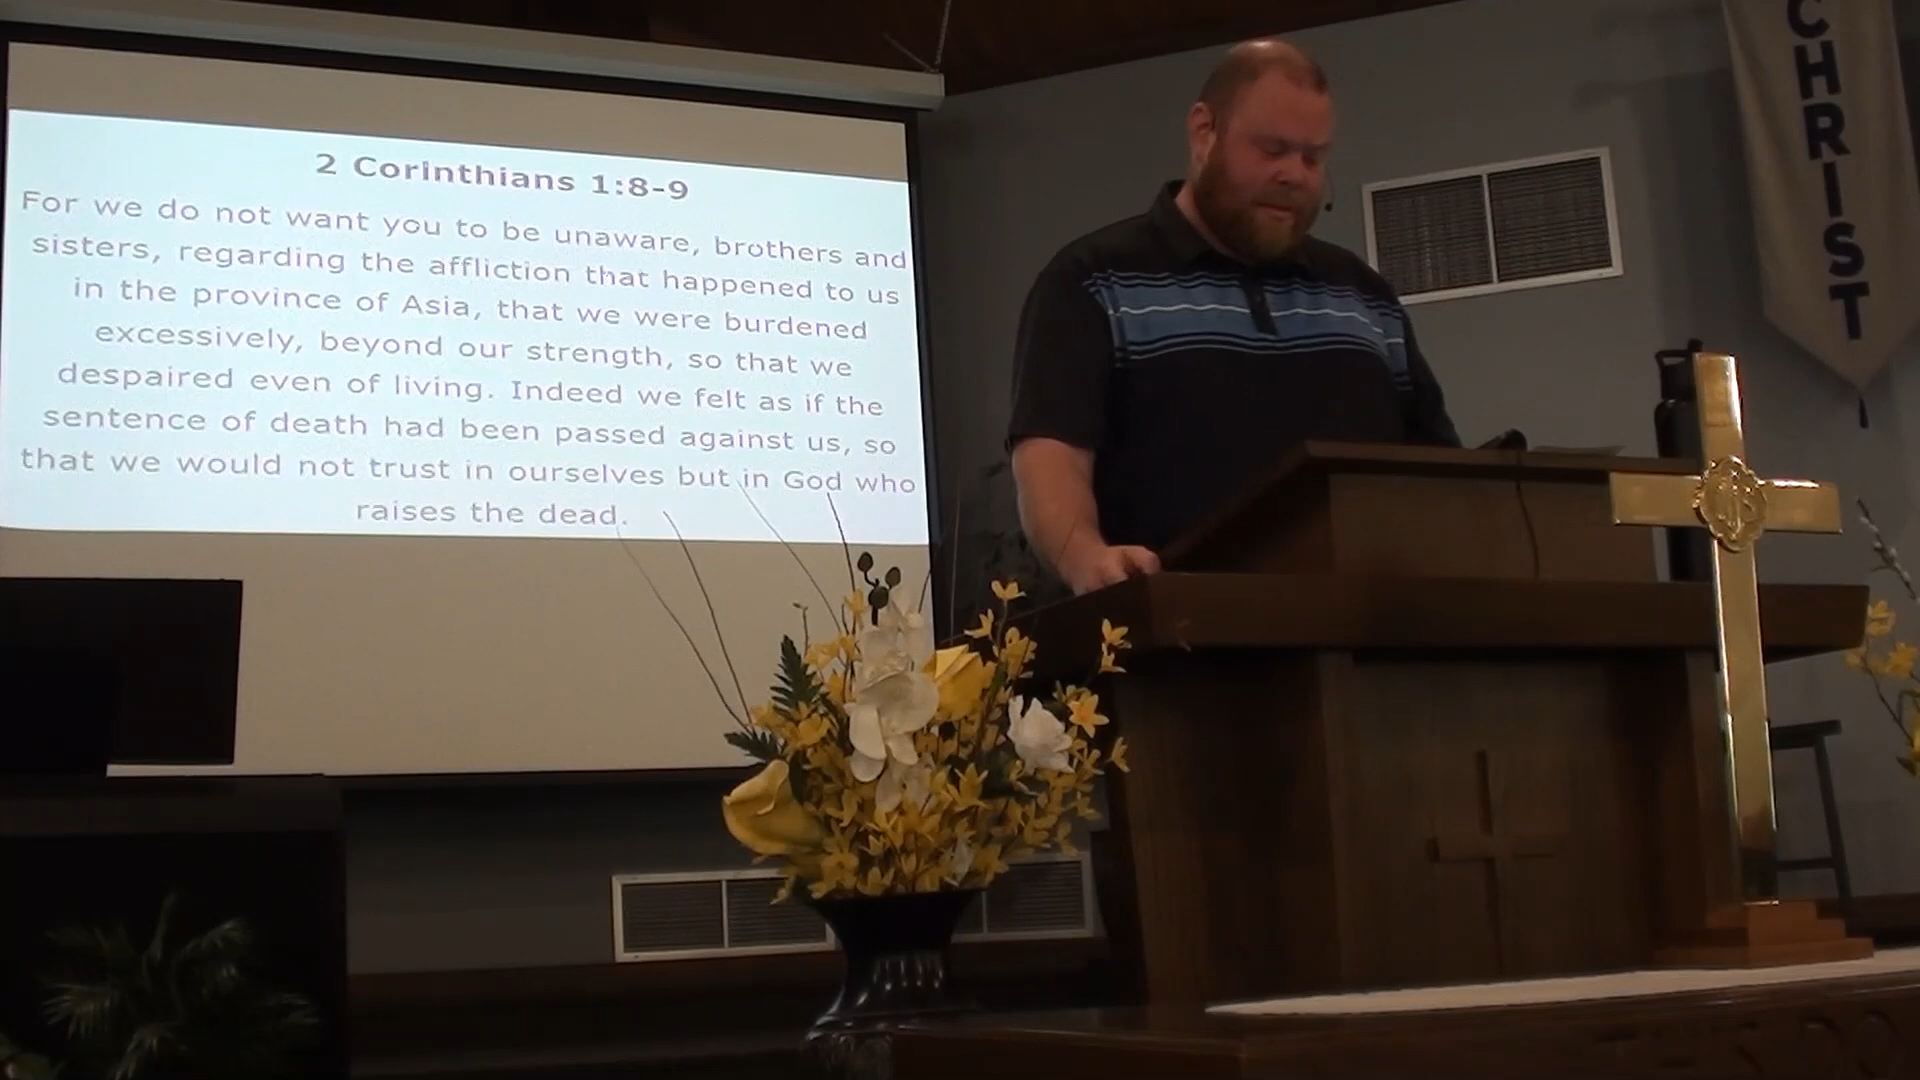 2 Corinthians 1:8-9
For we do not want you to be unaware, brothers and
sisters, regarding the affliction that happened to us
in the province of Asia, that we were burdened
excessively, beyond our strength, so that we
despaired even of living. Indeed we felt as if the
sentence of death had been passed against us, so
that we would not trust in ourselves but in God who
raises the dead.
CHRIST